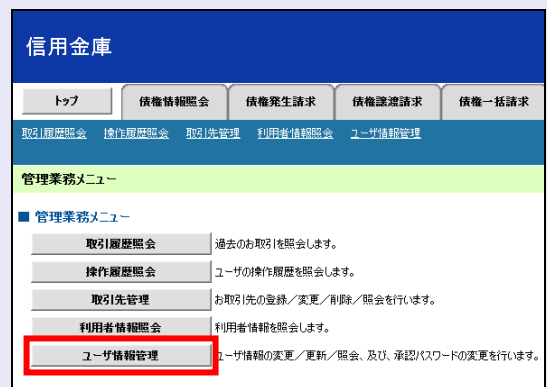 信用金庫
トップ 債権情報照会 債権発生請求 債権譲渡請求 債権一括請求
取引履歴照会 操作履歴照会 取引先管理 利用者情報照会 ユーザ情報管理
管理業務メニュー
■ 管理業務メニュー
取引履歴照会 過去のお取引を照会します。
操作履歴照会 ユーザの操作履歴を照会します。
取引先管理 お取引先の登録／変更／削除／照会を行います。
利用者情報照会 利用者情報を照会します。
ユーザ情報管理 ユーザ情報の変更／更新／照会、及び、承認パスワードの変更を行います。